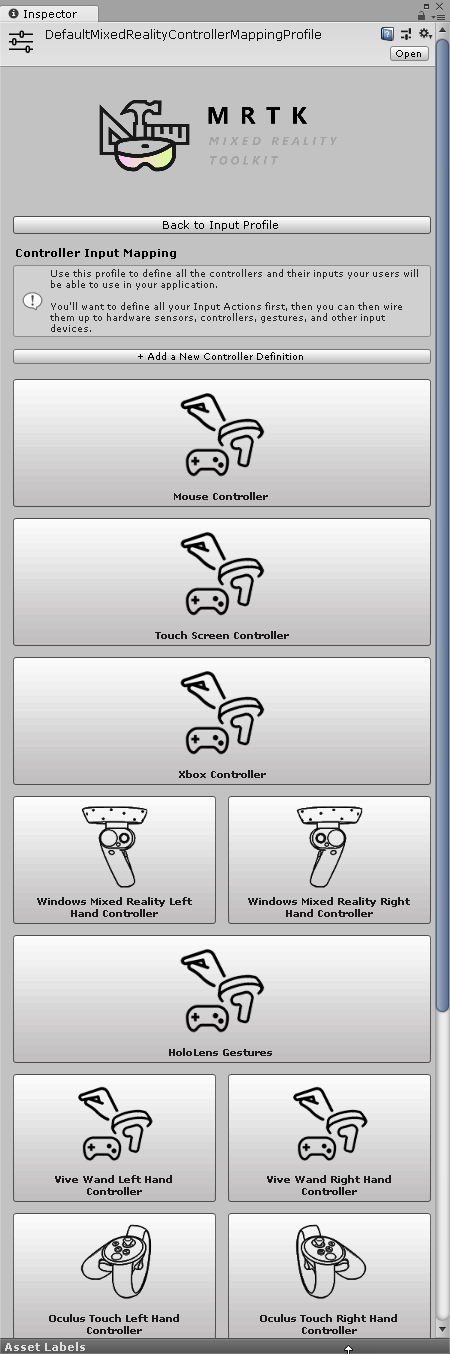 Inspector
DefaultMixedRealityControllerMappingProfile
Open
MRTK
MIXED REALITY
TOOLKIT
Back to Input Profile
Controller Input Mapping
Use this profile to define all the controllers and their inputs your users will
be able to use in your application.
You'll want to define all your Input Actions first, then you can then wire
them up to hardware sensors, controllers, gestures, and other input
devices.
+ Add a New Controller Definition
Mouse Controller
Touch Screen Controller
Xbox Controller
Windows Mixed Reality Left
Hand Controller
Windows Mixed Reality Right
Hand Controller
HoloLens Gestures
Vive Wand Left Hand
Controller
Vive Wand Right Hand
Controller
Oculus Touch Left Hand
Controller
Oculus Touch Right Hand
Controller
Asset Labels